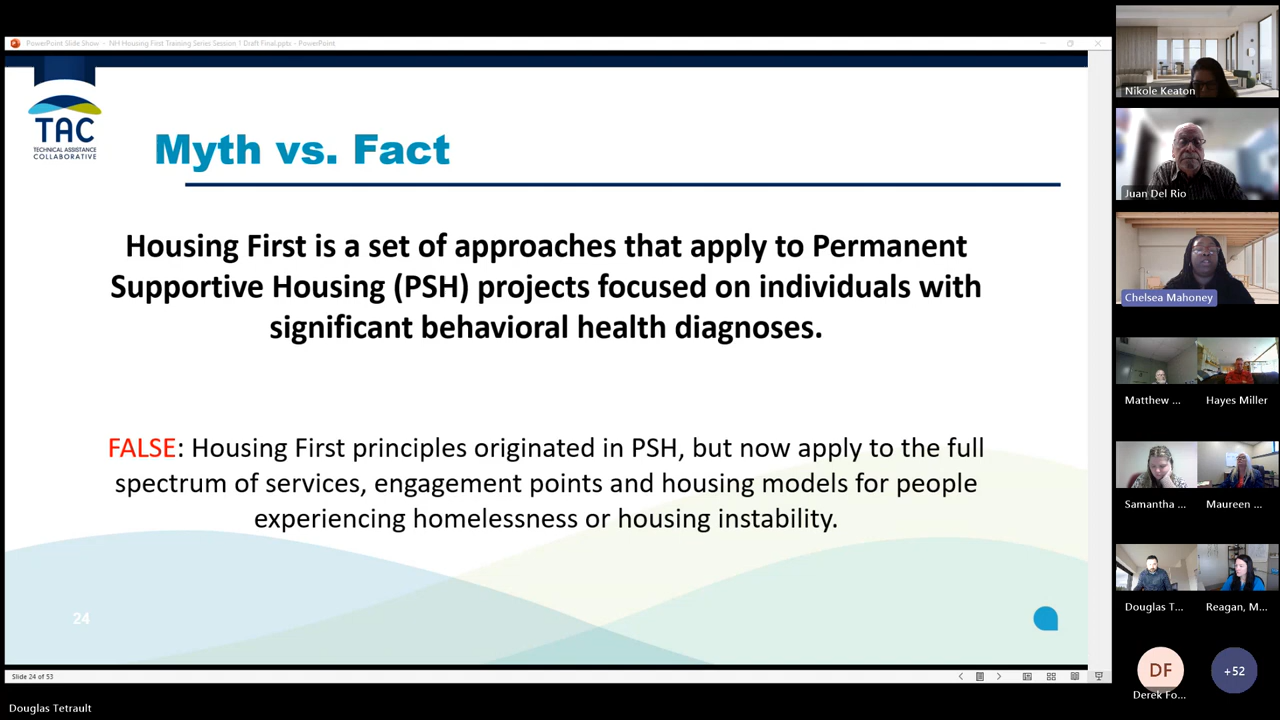 PowerPoint Slide Show - NH Housing First Training Series Session 1 Draft Final.pptx - PowerPoint
TAC
TECHNICAL ASSISTANCE
COLLABORATIVE
Myth vs. Fact
Housing First is a set of approaches that apply to Permanent
Supportive Housing (PSH) projects focused on individuals with
significant behavioral health diagnoses.
FALSE: Housing First principles originated in PSH, but now apply to the full
spectrum of services, engagement points and housing models for people
experiencing homelessness or housing instability.
24
Slide 24 of 53
Douglas Tetrault
Nikole Keaton
Juan Del Rio
Chelsea Mahoney
Matthew ...
Hayes Miller
Samantha ...
Maureen ...
Douglas T...
Reagan, M...
DF
Derek Fo...
+52